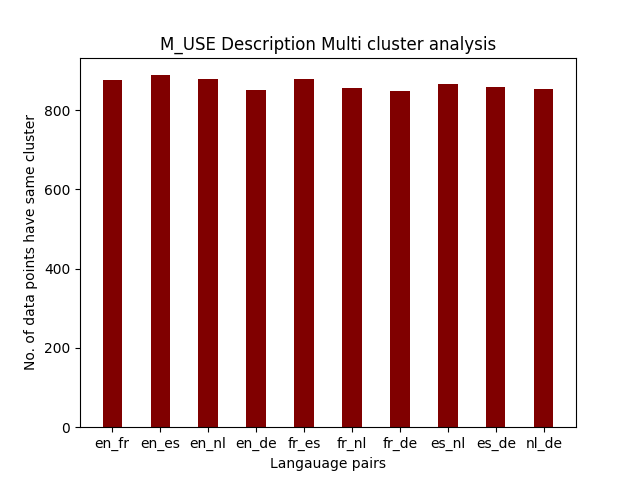 M_USE Description Multi cluster analysis
No. of data points have same cluster
800
600
400
200
0
en_fr en_es en_nl en_de fr_es fr_nl fr_de es_nl es_de nl_de
Langauage pairs